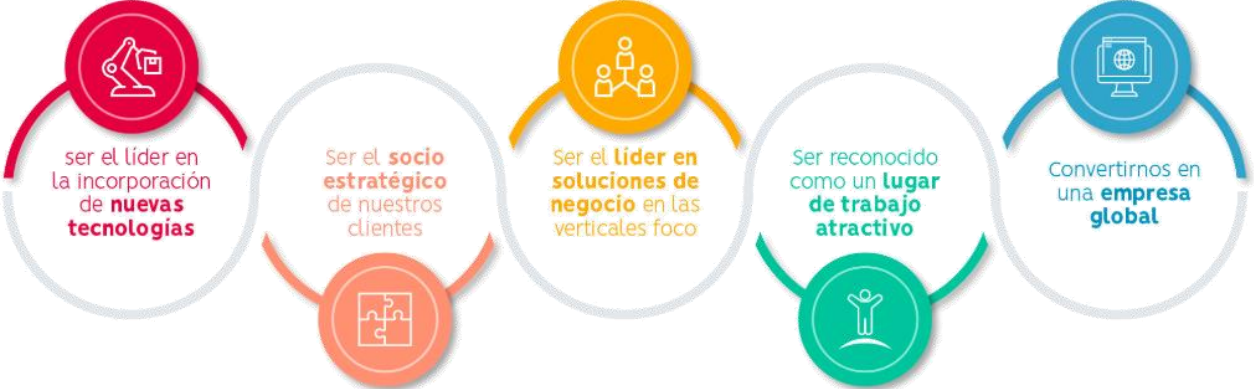 ser el líder en
la incorporación
de nuevas
tecnologías
Ser el socio
estratégico
de nuestros
clientes
Ser el líder en
soluciones de
negocio en las
verticales foco
Ser reconocido
como un lugar
de trabajo
atractivo
Convertirnos en
una empresa
global